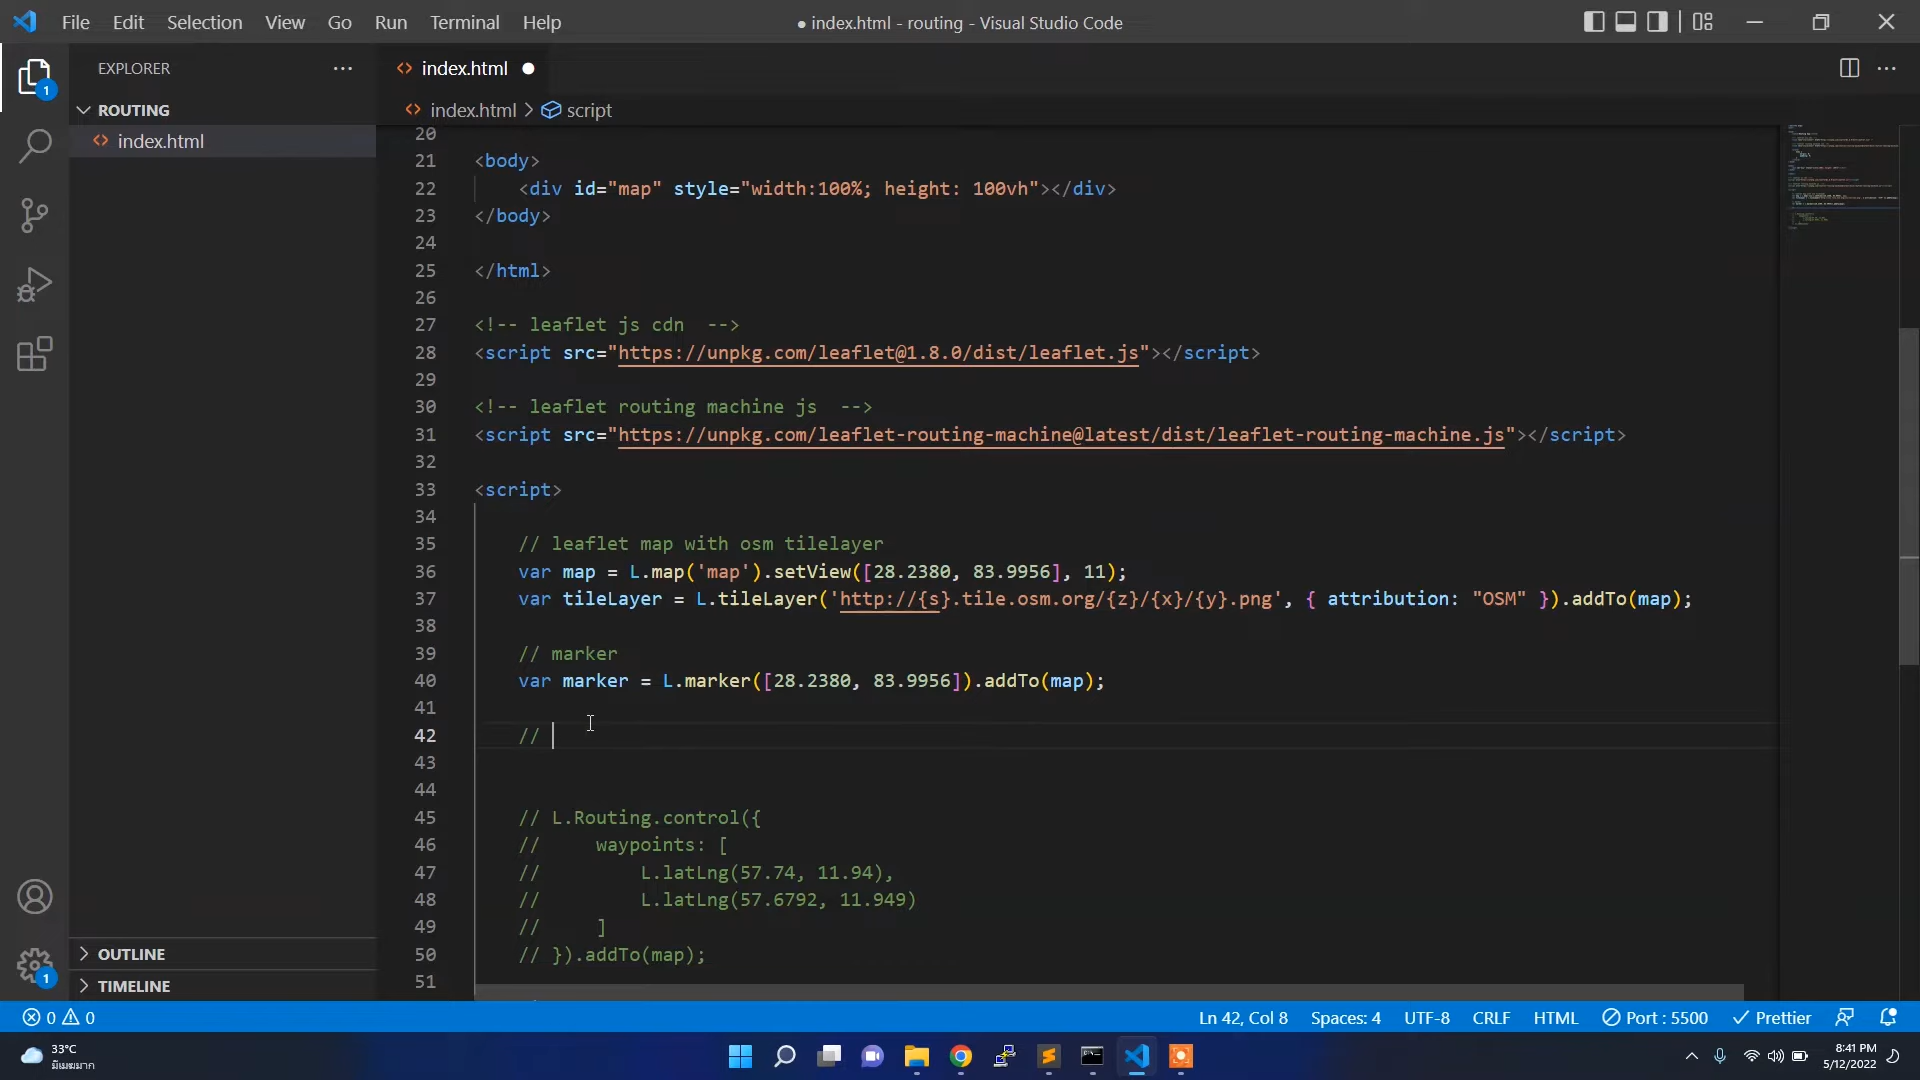 File Edit Selection View Go Run Terminal Help
● index.html - routing - Visual Studio Code
EXPLORER
index.html
index.html > script
ROUTING
index.html
20
21 <body>
22 <div id="map" style="width:100%; height: 100vh"></div>
23 </body>
24
25 </html>
26
27 <!-- leaflet js cdn  -->
28 <script src="https://unpkg.com/leaflet@1.8.0/dist/leaflet.js"></script>
29
30 <!-- leaflet routing machine js  -->
31 <script src="https://unpkg.com/leaflet-routing-machine@latest/dist/leaflet-routing-machine.js"></script>
32
33 <script>
34
35 // leaflet map with osm tilelayer
36 var map = L.map('map').setView([28.2380, 83.9956], 11);
37 var tileLayer = L.tileLayer('http://{s}.tile.osm.org/{z}/{x}/{y}.png', { attribution: "OSM" }).addTo(map);
38
39 // marker
40 var marker = L.marker([28.2380, 83.9956]).addTo(map);
41
42 //
43
44
45 // L.Routing.control({
46 //     waypoints: [
47 //         L.latLng(57.74, 11.94),
48 //         L.latLng(57.6792, 11.949)
49 //     ]
50 // }).addTo(map);
51
1
1
OUTLINE
TIMELINE
0 0
Ln 42, Col 8 Spaces: 4 UTF-8 CRLF HTML Port : 5500 Prettier
33°C
8:41 PM
5/12/2022